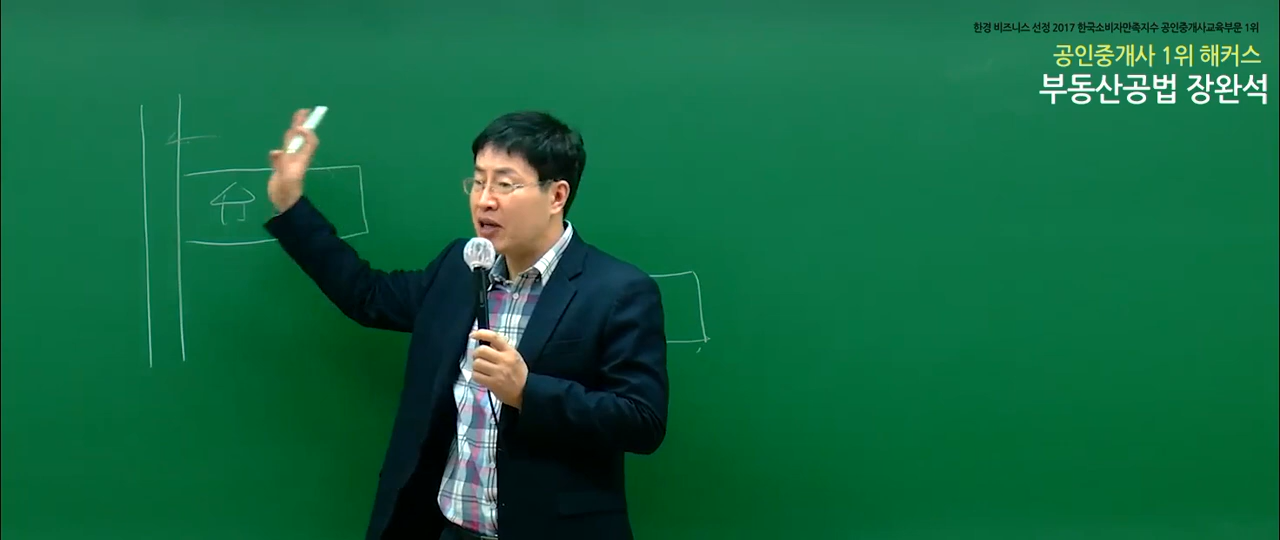 한경 비즈니스 선정 2017 한국소비자만족지수 공인중개사교육부문 1위
공인중개사 1위 해커스
부동산공법 장완석